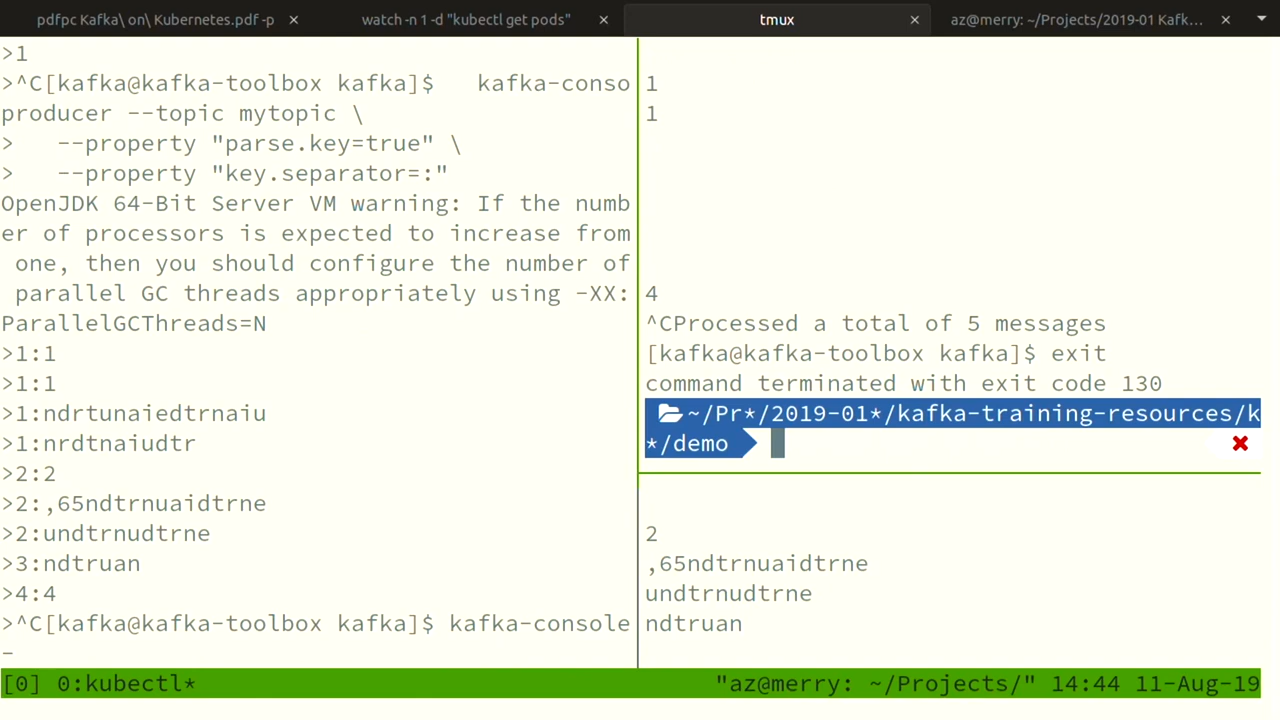 pdfpc Kafka\ on\ Kubernetes.pdf -p
watch -n 1 -d "kubectl get pods"
tmux
az@merry: ~/Projects/2019-01 Kafk...
>1
>^C[kafka@kafka-toolbox kafka]$   kafka-conso
producer --topic mytopic \
>   --property "parse.key=true" \
>   --property "key.separator=:"
OpenJDK 64-Bit Server VM warning: If the numb
er of processors is expected to increase from
 one, then you should configure the number of
 parallel GC threads appropriately using -XX:
ParallelGCThreads=N
>1:1
>1:1
>1:ndrtunaiedtrnaiu
>1:nrdtnaiudtr
>2:2
>2:,65ndtrnuaidtrne
>2:undtrnudtrne
>3:ndtruan
>4:4
>^C[kafka@kafka-toolbox kafka]$ kafka-console
-
1
1
4
^CProcessed a total of 5 messages
[kafka@kafka-toolbox kafka]$ exit
command terminated with exit code 130
~/Pr*/2019-01*/kafka-training-resources/k
*/demo
2
,65ndtrnuaidtrne
undtrnudtrne
ndtruan
[0] 0:kubectl*
"az@merry: ~/Projects/" 14:44 11-Aug-19